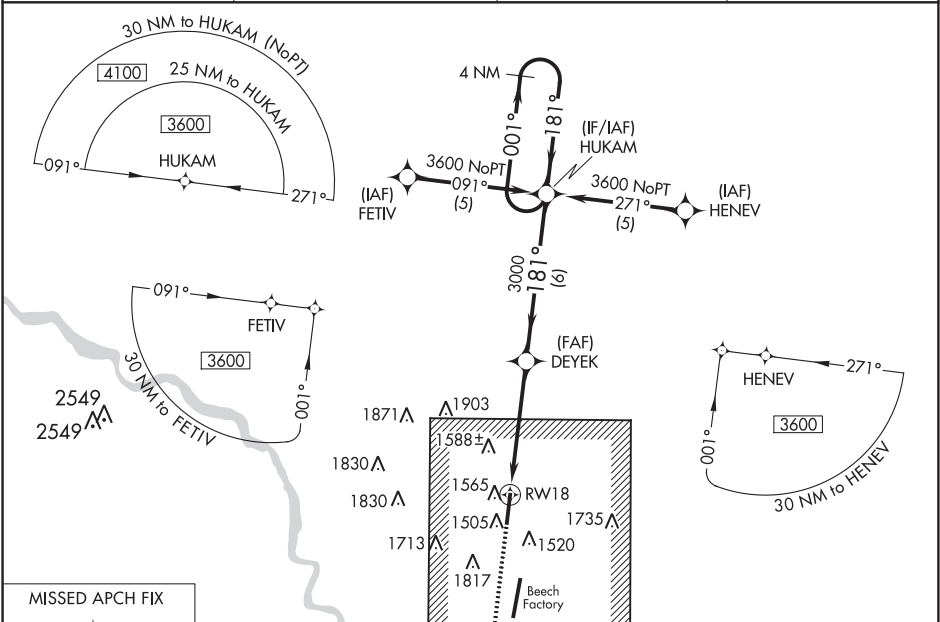 30 NM to HUKAM (NoPT)
4100
25 NM to HUKAM
3600
HUKAM
091°
271°
4 NM
001°
181°
(IF/IAF)
HUKAM
3600 NoPT
091°
(5)
(IAF)
FETIV
3600 NoPT
271°
(5)
(IAF)
HENEV
3000
181°
(6)
(FAF)
DEYEK
091°
FETIV
3600
001°
30 NM to FETIV
271°
HENEV
3600
001°
30 NM to HENEV
2549
2549
1871
1903
1588±
1830
1830
1565
RW18
1505
1735
1713
1520
1817
Beech
Factory
MISSED APCH FIX